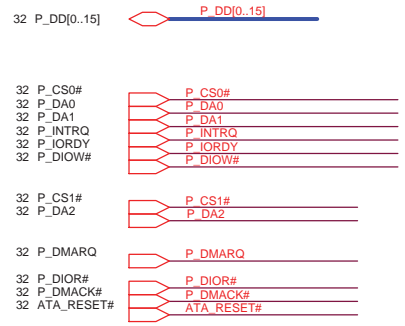 32 P_DD[0..15] P_DD[0..15]
32 P_CS0# P_CS0#
32 P_DA0 P_DA0
32 P_DA1 P_DA1
32 P_INTRQ P_INTRQ
32 P_IORDY P_IORDY
32 P_DIOW# P_DIOW#
32 P_CS1# P_CS1#
32 P_DA2 P_DA2
32 P_DMARQ P_DMARQ
32 P_DIOR# P_DIOR#
32 P_DMACK# P_DMACK#
32 ATA_RESET# ATA_RESET#